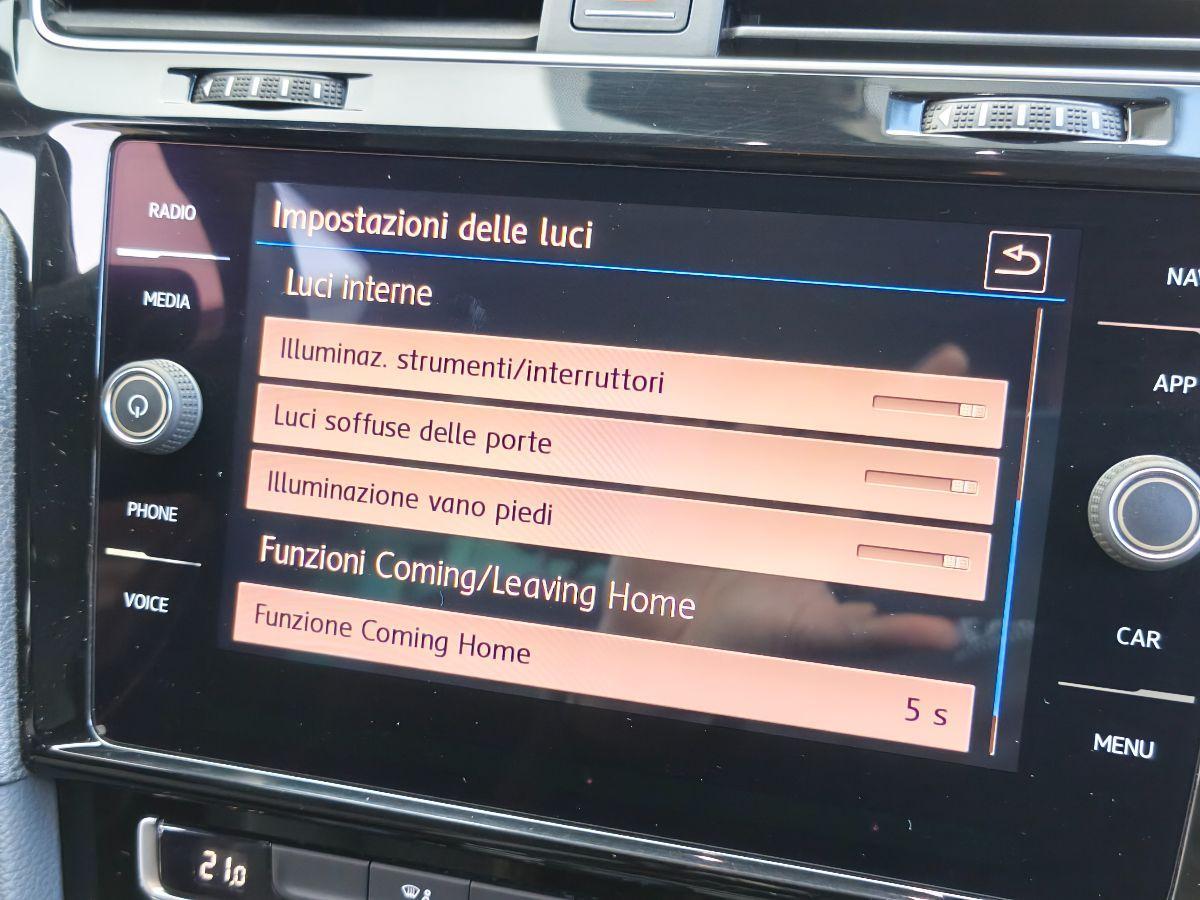 RADIO
MEDIA
PHONE
VOICE
Impostazioni delle luci
Luci interne
Illuminaz. strumenti/interruttori
Luci soffuse delle porte
Illuminazione vano piedi
Funzioni Coming/Leaving Home
Funzione Coming Home
5 s
APP
CAR
MENU
21,0